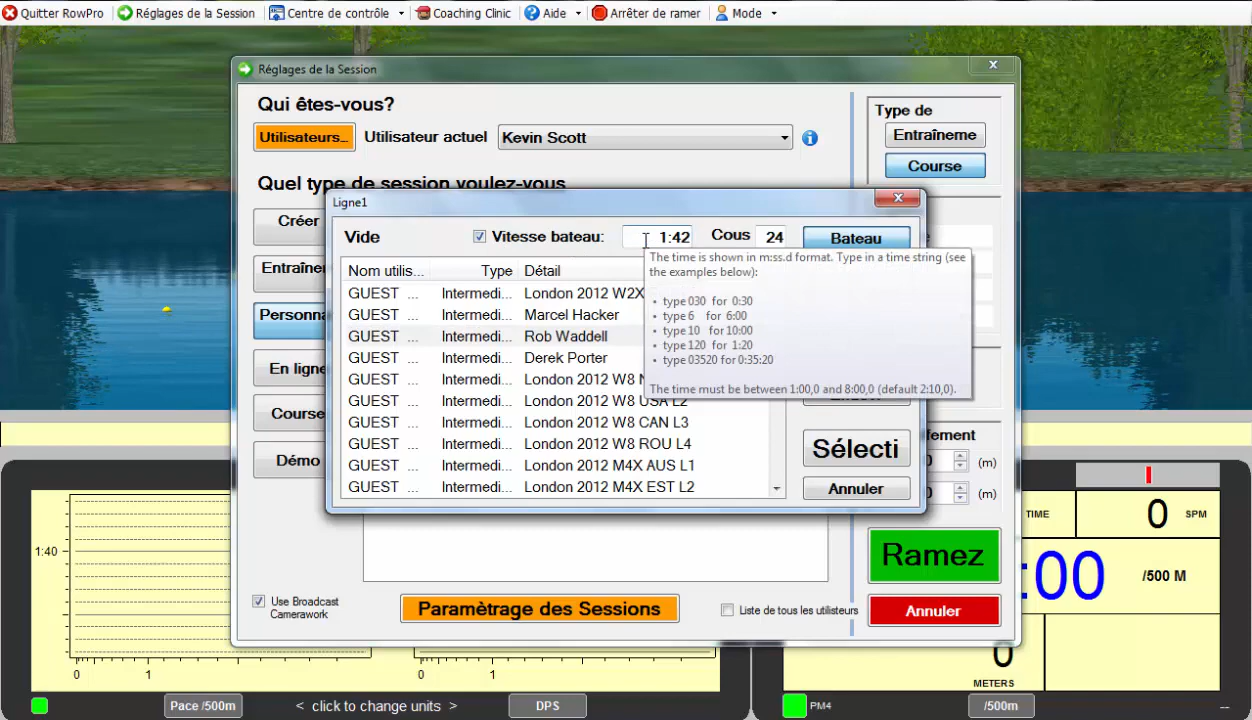 Quitter RowPro Réglages de la Session Centre de contrôle Coaching Clinic Aide Arrêter de ramer Mode
Réglages de la Session
Qui êtes-vous?
Utilisateurs... Utilisateur actuel Kevin Scott
Type de
Entraîneme
Course
Quel type de session voulez-vous
Créer
Entraîne
Personna
En ligne
Course
Démo
Ligne1
Vide Vitesse bateau: 1:42 Cous 24 Bateau
Nom utilis... Type Détail
GUEST ... Intermedi... London 2012 W2X
GUEST ... Intermedi... Marcel Hacker
GUEST ... Intermedi... Rob Waddell
GUEST ... Intermedi... Derek Porter
GUEST ... Intermedi... London 2012 W8 N
GUEST ... Intermedi... London 2012 W8 USA L2
GUEST ... Intermedi... London 2012 W8 CAN L3
GUEST ... Intermedi... London 2012 W8 ROU L4
GUEST ... Intermedi... London 2012 M4X AUS L1
GUEST ... Intermedi... London 2012 M4X EST L2
The time is shown in m:ss.d format. Type in a time string (see
the examples below):
• type 030 for 0:30
• type 6 for 6:00
• type 10 for 10:00
• type 120 for 1:20
• type 03520 for 0:35:20
The time must be between 1:00,0 and 8:00,0 (default 2:10,0).
Sélecti
Annuler
fement
0 (m)
0 (m)
Ramez
Annuler
Use Broadcast
Camerawork
Paramètrage des Sessions
Liste de tous les utilisteurs
1:40
0 1 0 1
TIME 0 SPM
:00 /500 M
0
METERS
Pace /500m < click to change units > DPS PM4 /500m --